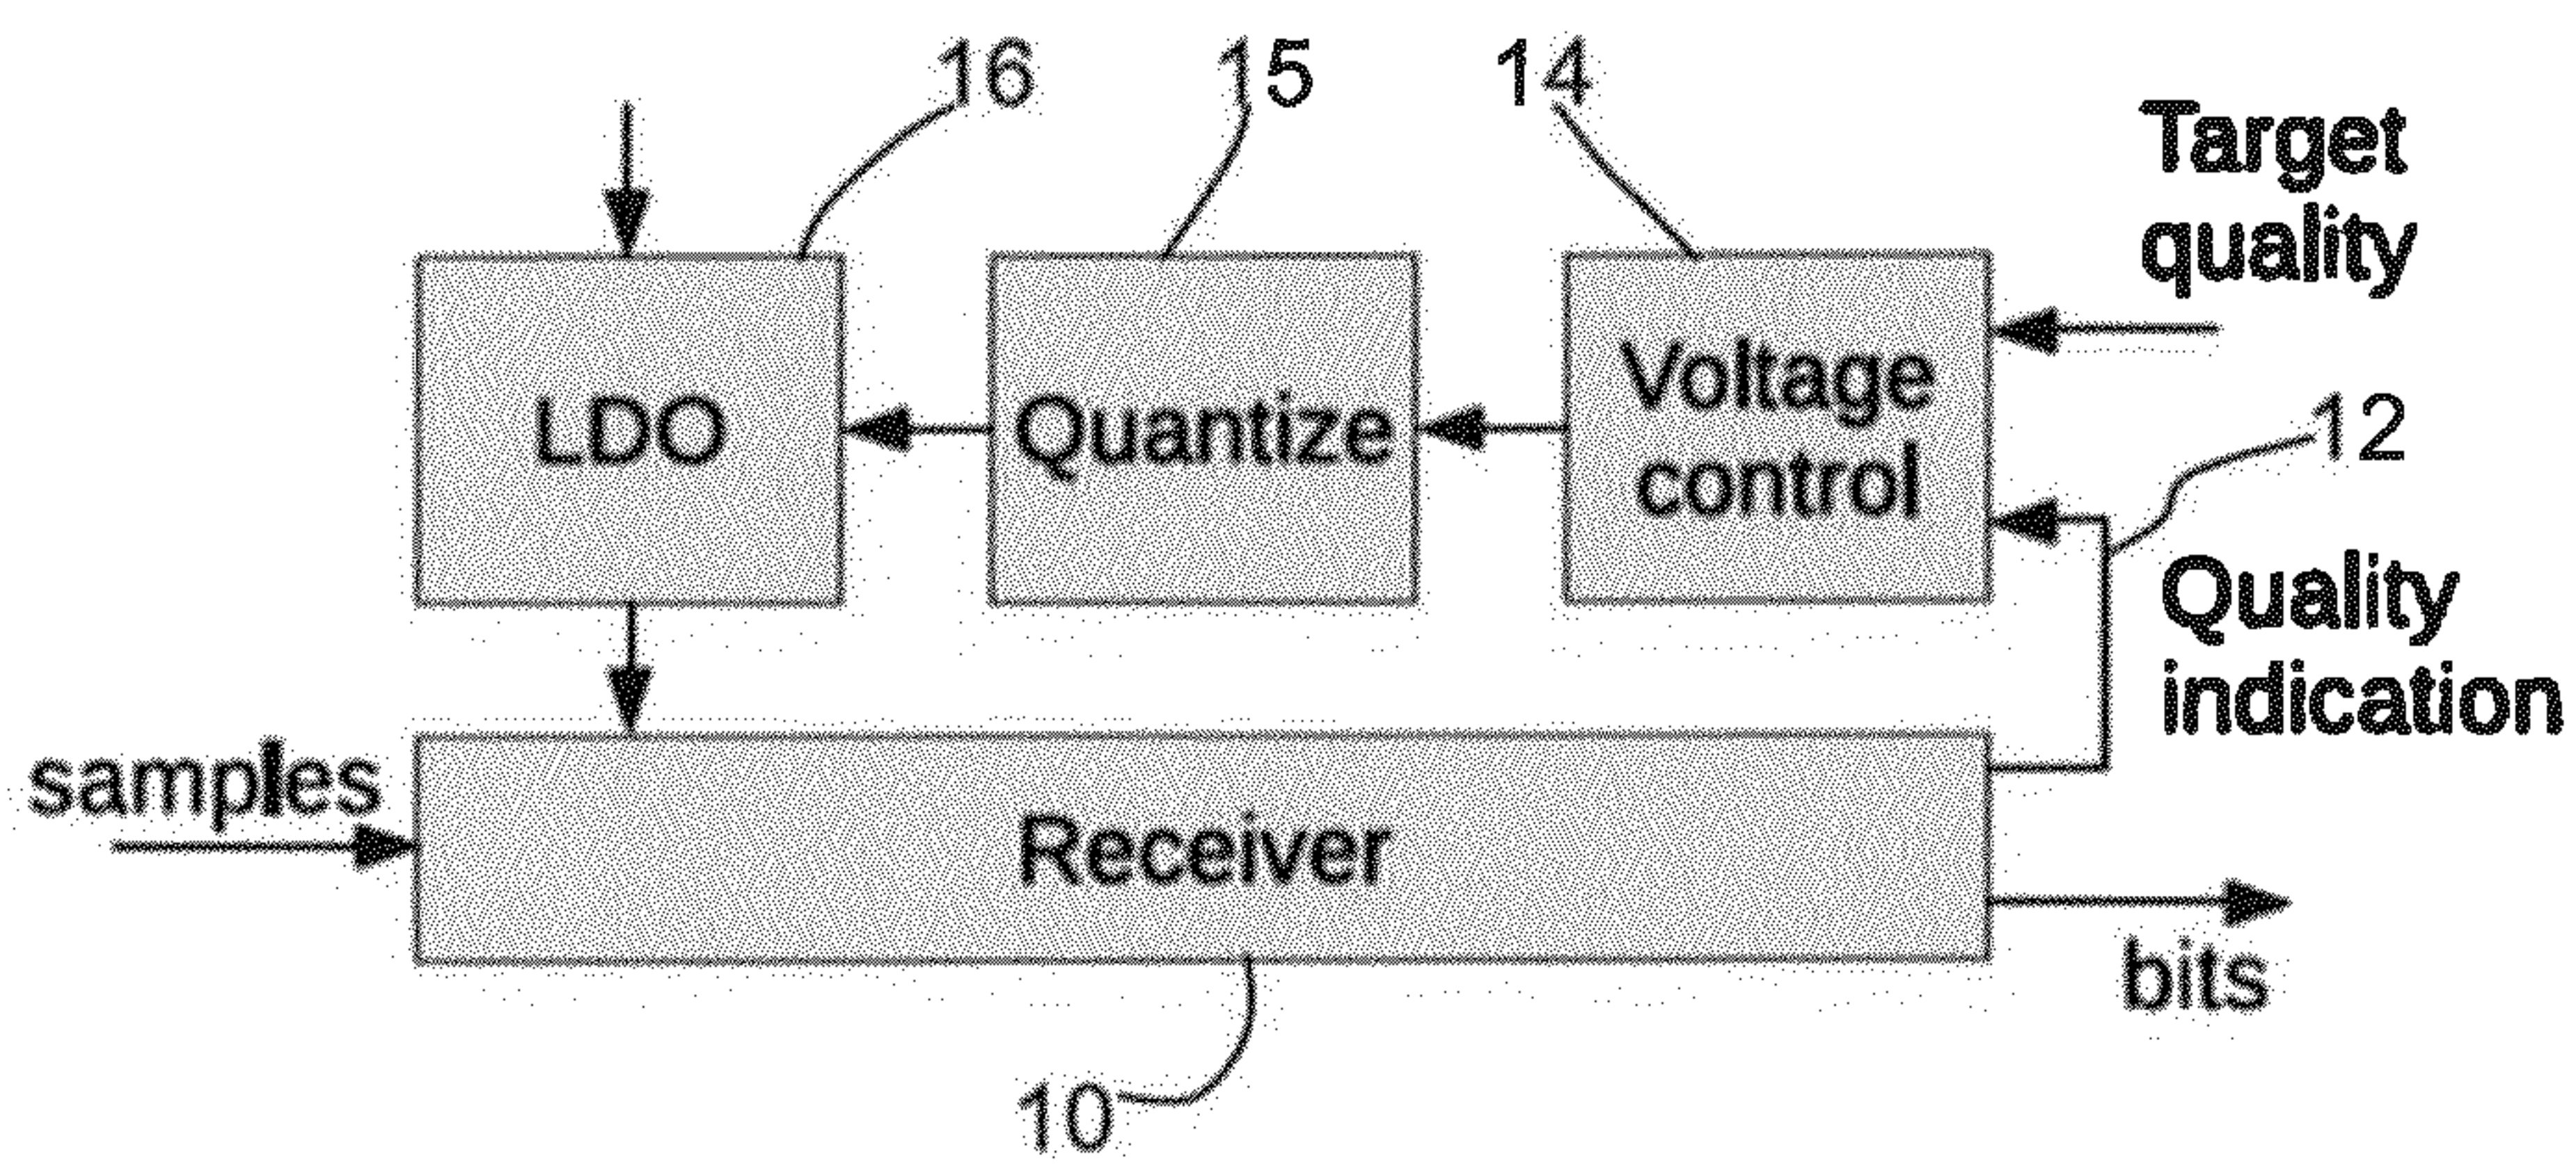 16
15
14
Target
quality
LDO
Quantize
Voltage
control
12
Quality
indication
samples
Receiver
bits
10